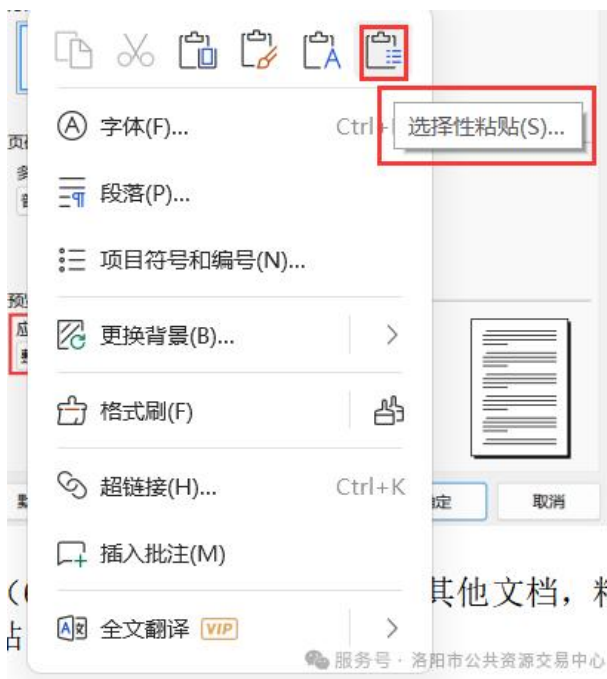 选择性粘贴(S)...
A 字体(F)... Ctrl+
段落(P)...
项目符号和编号(N)...
更换背景(B)...
格式刷(F)
超链接(H)... Ctrl+K
取消
插入批注(M)
其他文档，
全文翻译 VIP
服务号 · 洛阳市公共资源交易中心